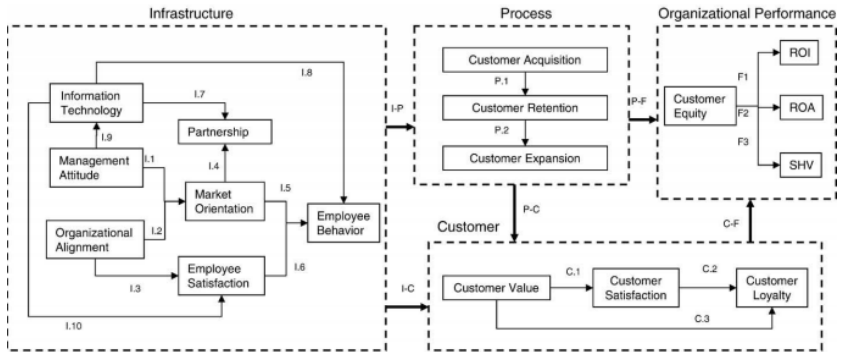 Infrastructure
Process
Organizational Performance
I.8
Information
Technology
I.7
Partnership
I.9
I.1
I.4
Management
Attitude
Market
Orientation
I.5
I.2
Organizational
Alignment
Employee
Behavior
I.3
Employee
Satisfaction
I.6
I.10
I-P
Customer Acquisition
P.1
Customer Retention
P.2
Customer Expansion
P-F
Customer
Equity
F1
F2
F3
ROI
ROA
SHV
P-C
C-F
Customer
I-C
Customer Value
C.1
Customer
Satisfaction
C.2
Customer
Loyalty
C.3